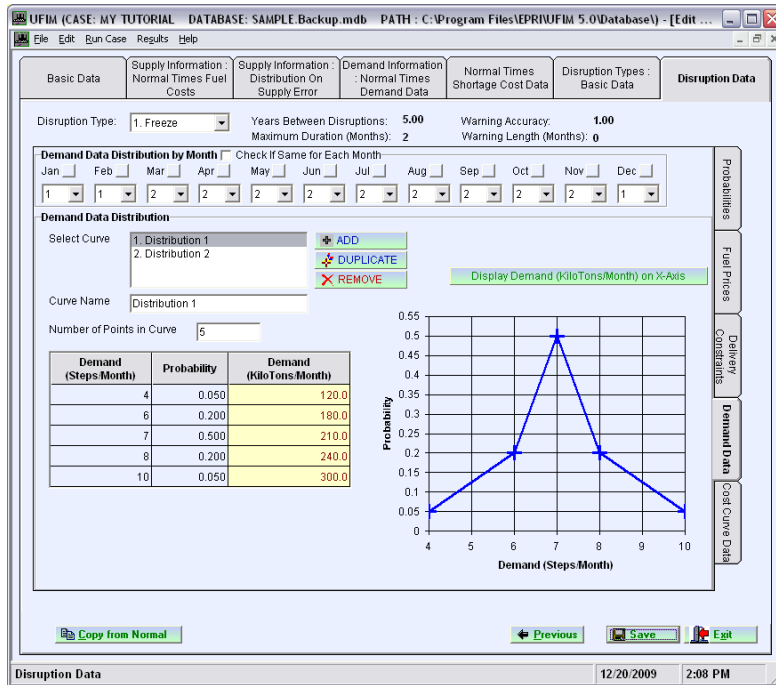 UFIM (CASE: MY TUTORIAL DATABASE: SAMPLE.Backup.mdb PATH : C:\Program Files\EPRI\UFIM 5.0\Database\) - [Edit ...
File Edit Run Case Results Help
Basic Data
Supply Information :
Normal Times Fuel
Costs
Supply Information :
Distribution On
Supply Error
Demand Information
: Normal Times
Demand Data
Normal Times
Shortage Cost Data
Disruption Types :
Basic Data
Disruption Data
Disruption Type: 1. Freeze
Years Between Disruptions: 5.00
Warning Accuracy: 1.00
Maximum Duration (Months): 2
Warning Length (Months): 0
Demand Data Distribution by Month Check If Same for Each Month
Jan Feb Mar Apr May Jun Jul Aug Sep Oct Nov Dec
1 1 2 2 2 2 2 2 2 2 2 1
Demand Data Distribution
Select Curve
1. Distribution 1
2. Distribution 2
ADD
DUPLICATE
REMOVE
Display Demand (KiloTons/Month) on X-Axis
Curve Name Distribution 1
Number of Points in Curve 5
Demand
(Steps/Month)
Probability
Demand
(KiloTons/Month)
4 0.050 120.0
6 0.200 180.0
7 0.500 210.0
8 0.200 240.0
10 0.050 300.0
Probability
0.55
0.5
0.45
0.4
0.35
0.3
0.25
0.2
0.15
0.1
0.05
0
4 5 6 7 8 9 10
Demand (Steps/Month)
Probabilities
Fuel Prices
Delivery
Constraints
Demand Data
Cost Curve Data
Copy from Normal
Previous
Save
Exit
Disruption Data
12/20/2009
2:08 PM